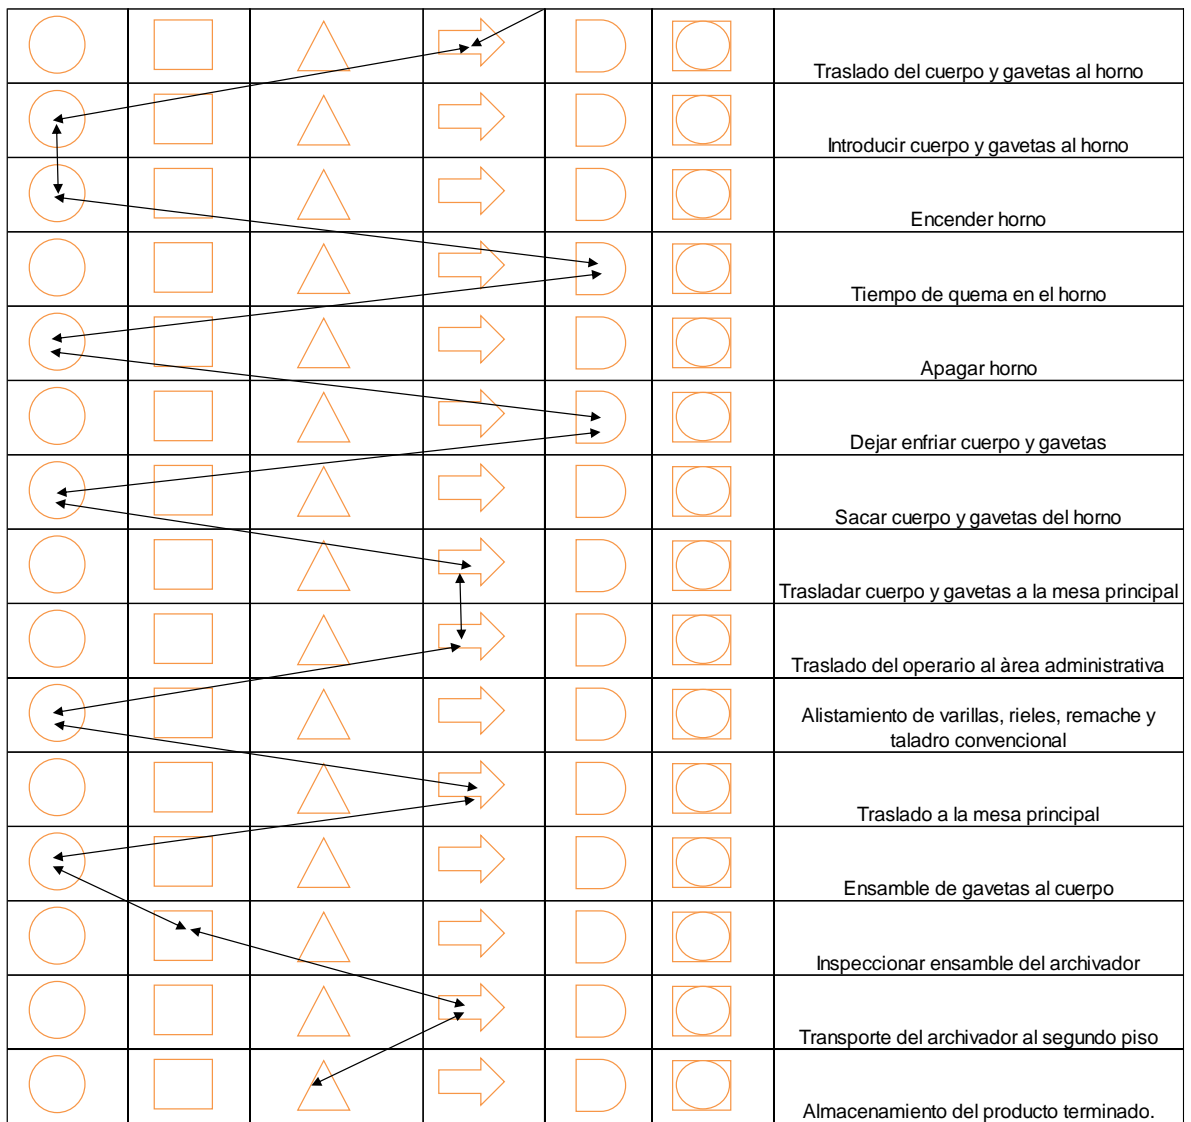 Traslado del cuerpo y gavetas al horno
Introducir cuerpo y gavetas al horno
Encender horno
Tiempo de quema en el horno
Apagar horno
Dejar enfriar cuerpo y gavetas
Sacar cuerpo y gavetas del horno
Trasladar cuerpo y gavetas a la mesa principal
Traslado del operario al àrea administrativa
Alistamiento de varillas, rieles, remache y
taladro convencional
Traslado a la mesa principal
Ensamble de gavetas al cuerpo
Inspeccionar ensamble del archivador
Transporte del archivador al segundo piso
Almacenamiento del producto terminado.